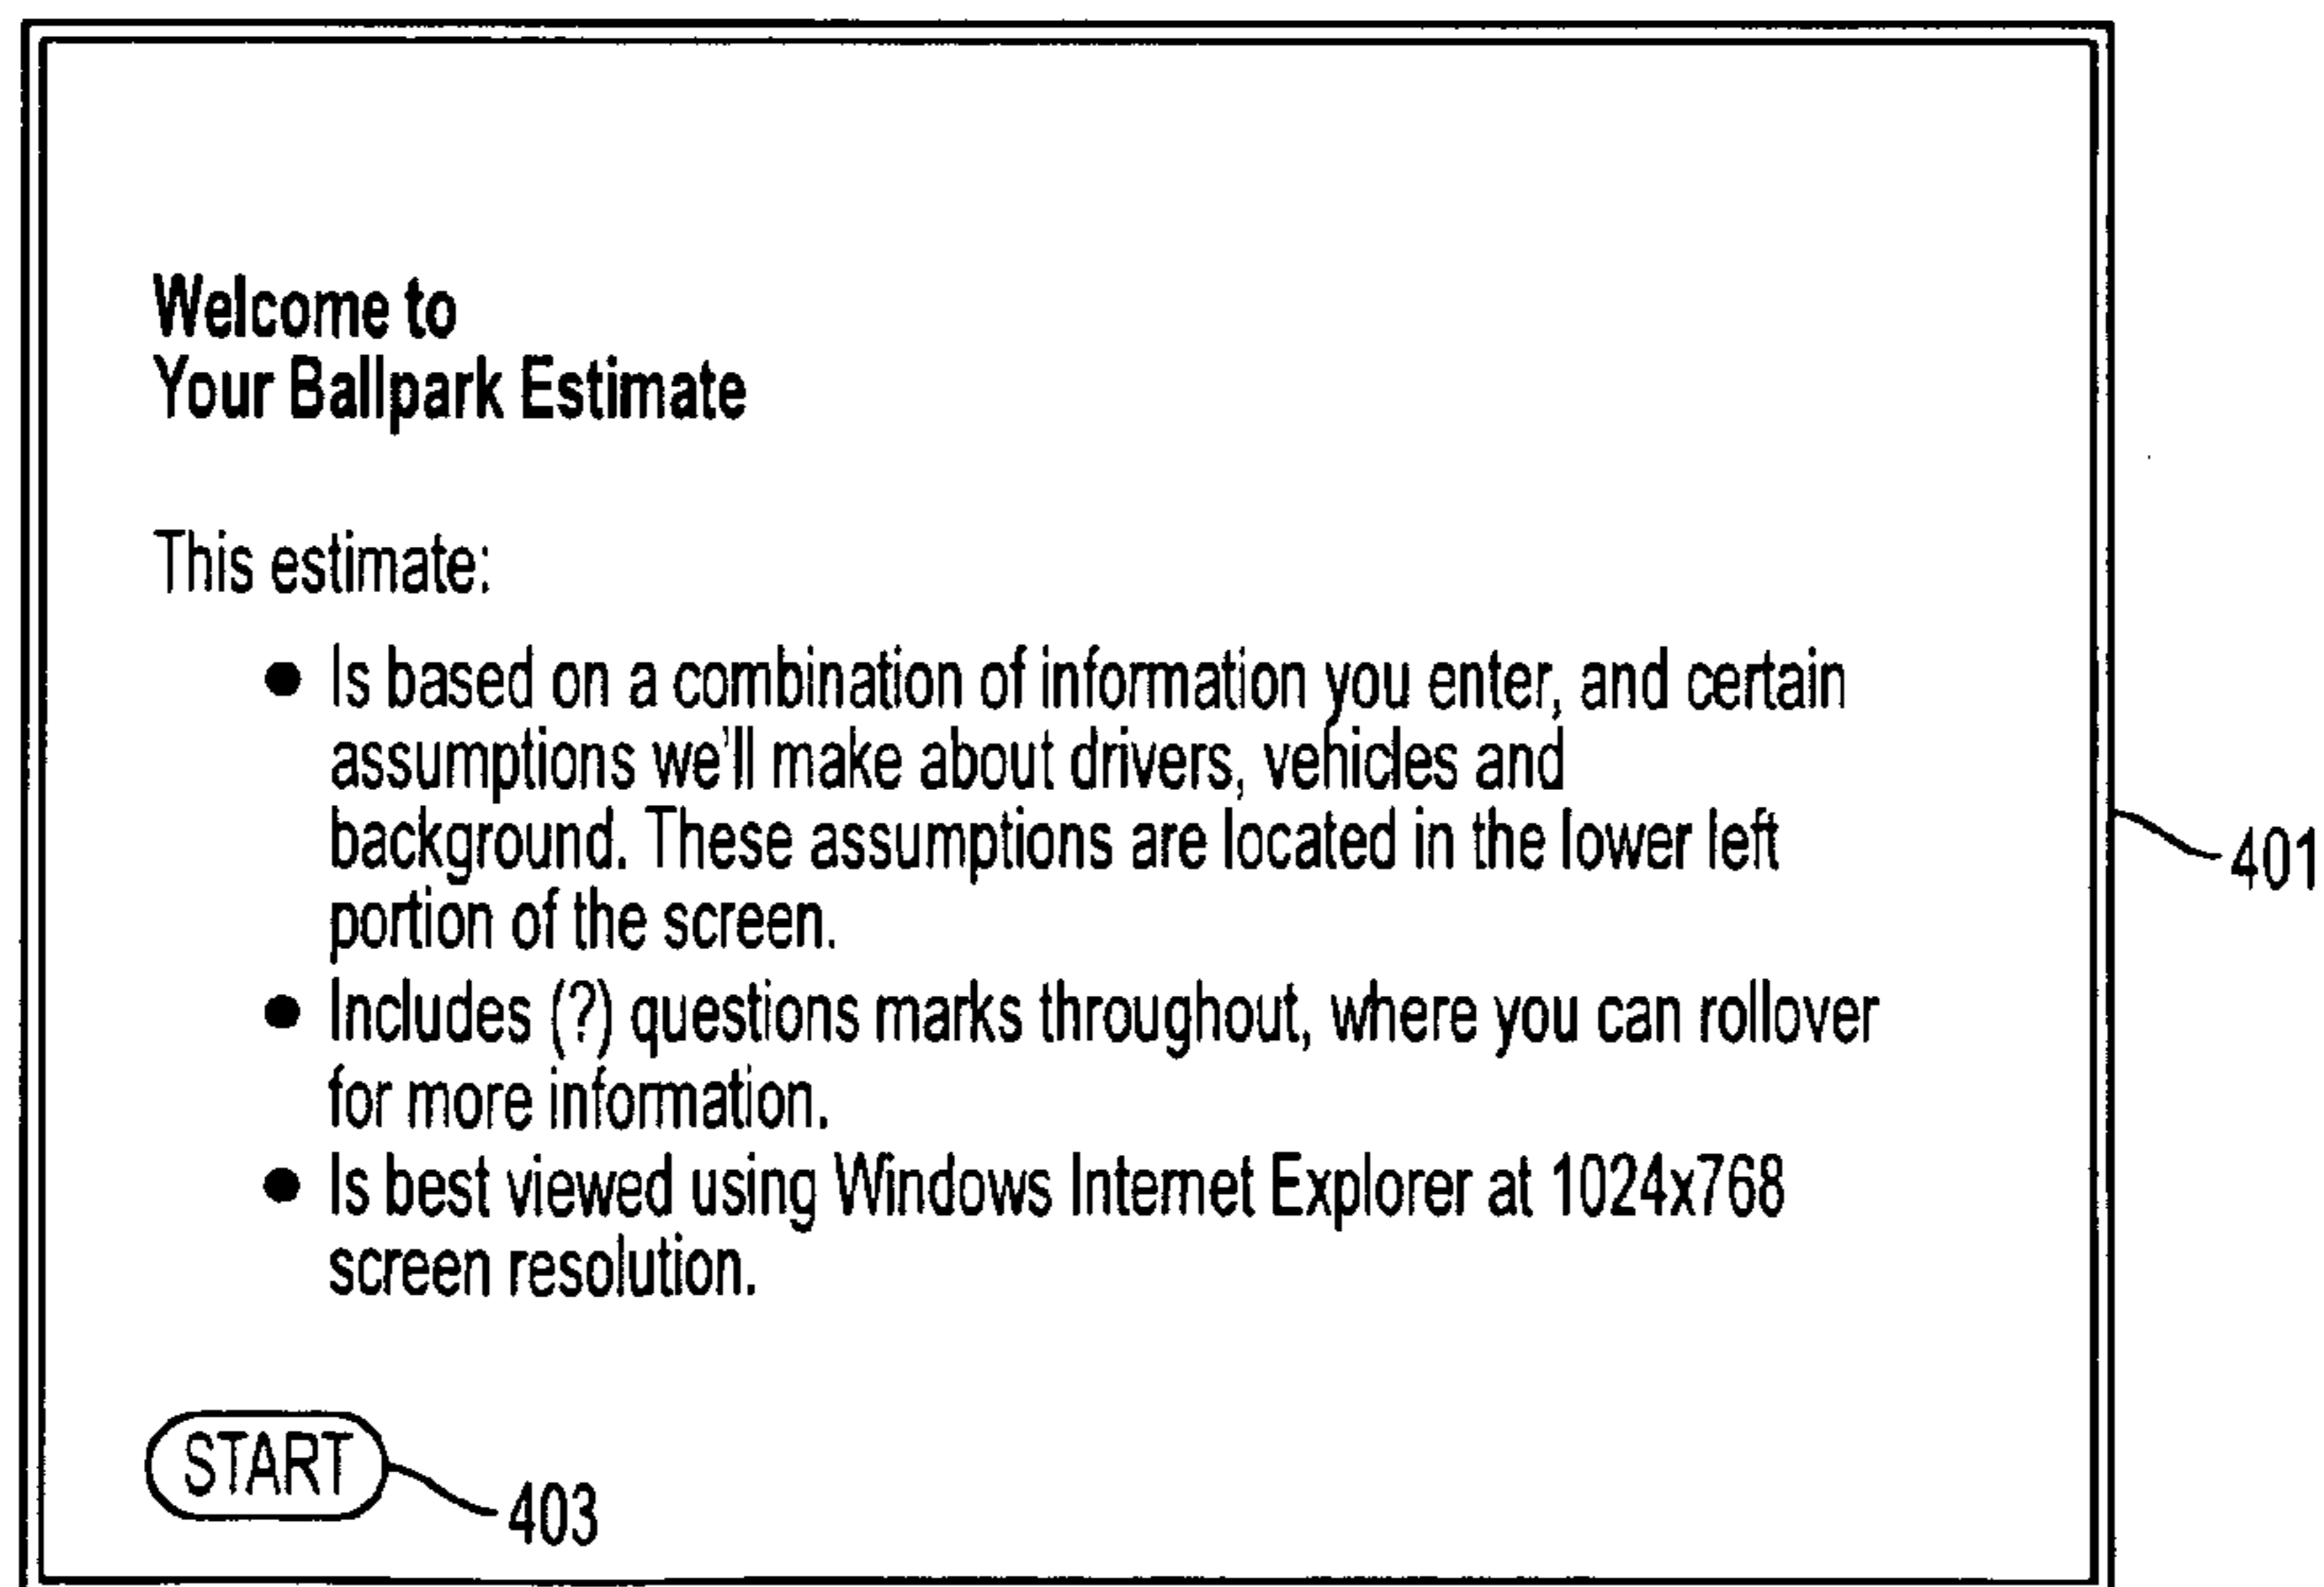 Welcome to
Your Ballpark Estimate
This estimate:
● Is based on a combination of information you enter, and certain
assumptions we'll make about drivers, vehicles and
background. These assumptions are located in the lower left
portion of the screen.
● Includes (?) questions marks throughout, where you can rollover
for more information.
● Is best viewed using Windows Internet Explorer at 1024x768
screen resolution.
START
401
403